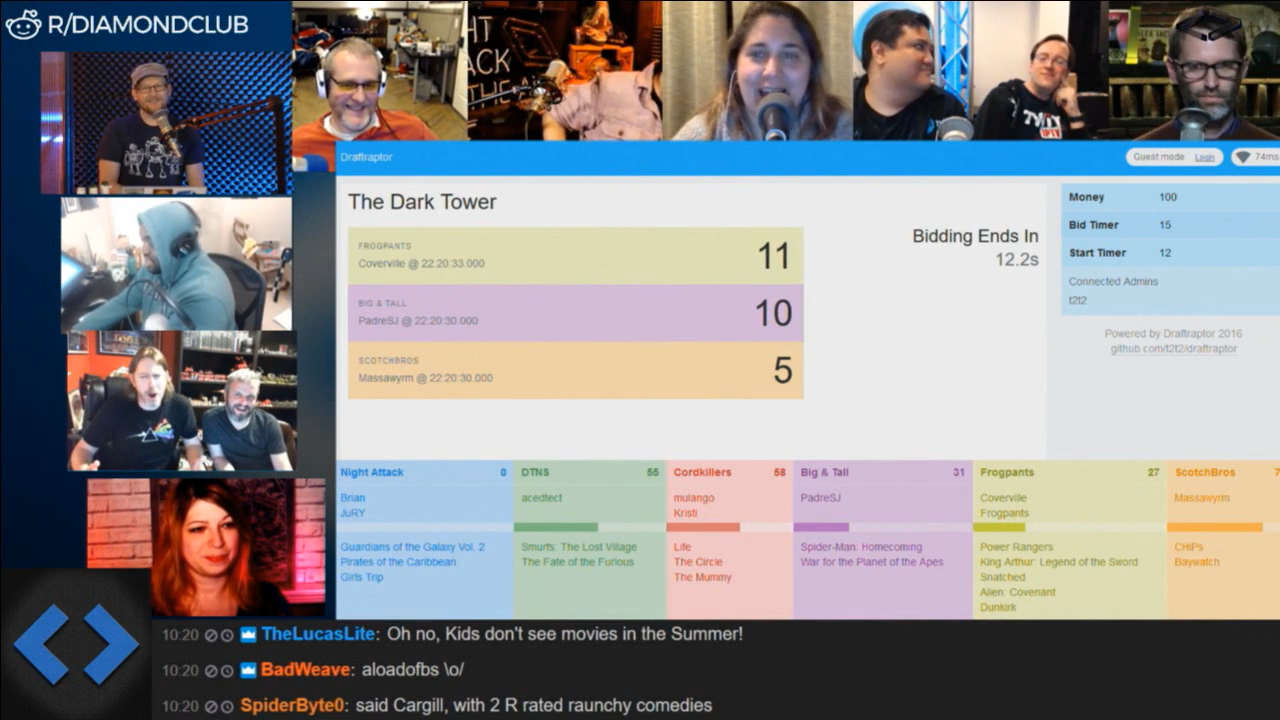 R/DIAMONDCLUB
Draftraptor
Guest mode Login
74ms
The Dark Tower
FROGPANTS
Coverville @ 22:20:33.000
11
BIG & TALL
PadreSJ @ 22:20:30.000
10
SCOTCHBROS
Massawyrm @ 22:20:30.000
5
Bidding Ends In
12.2s
Money 100
Bid Timer 15
Start Timer 12
Connected Admins
t2t2
Powered by Draftraptor 2016
github.com/t2t2/draftraptor
Night Attack 0
Brian
JuRY
Guardians of the Galaxy Vol. 2
Pirates of the Caribbean
Girls Trip
DTNS 55
acedtect
Smurfs: The Lost Village
The Fate of the Furious
Cordkillers 58
mulango
Kristi
Life
The Circle
The Mummy
Big & Tall 31
PadreSJ
Spider-Man: Homecoming
War for the Planet of the Apes
Frogpants 27
Coverville
Frogpants
Power Rangers
King Arthur: Legend of the Sword
Snatched
Alien: Covenant
Dunkirk
ScotchBros
Massawyrm
CHiPs
Baywatch
10:20 TheLucasLite: Oh no, Kids don't see movies in the Summer!
10:20 BadWeave: aloadofbs \o/
10:20 SpiderByte0: said Cargill, with 2 R rated raunchy comedies